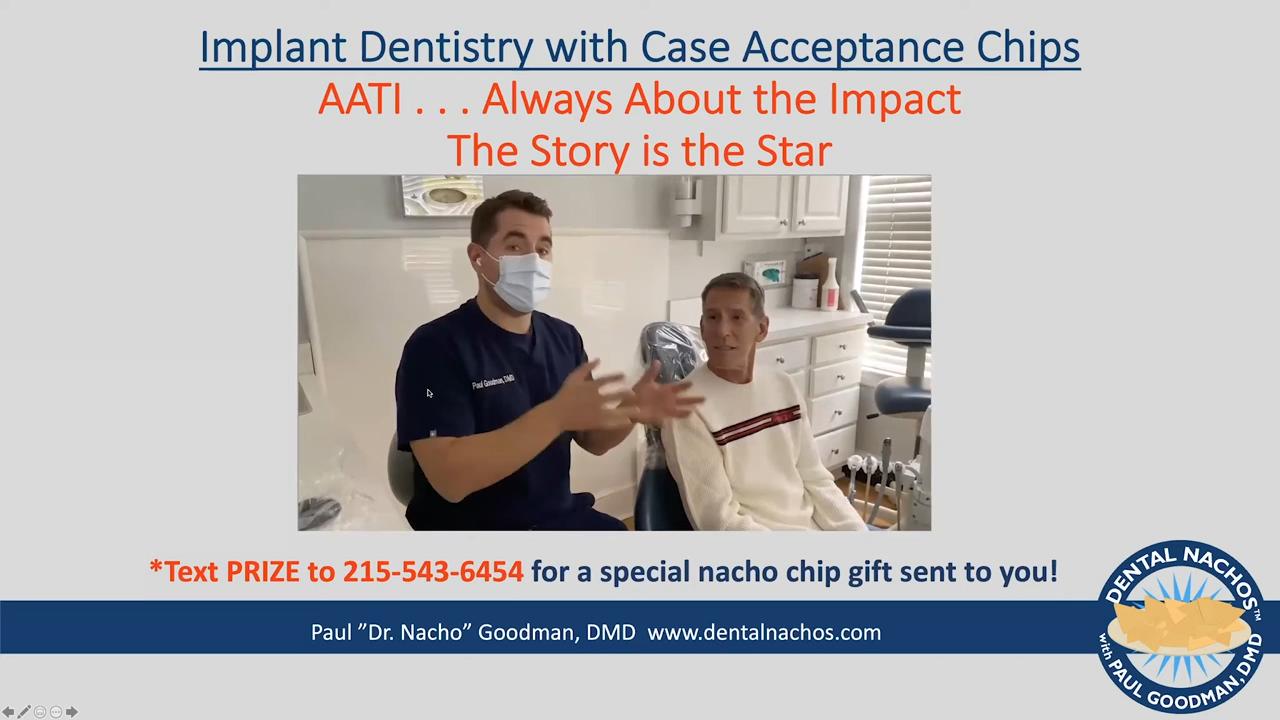 Implant Dentistry with Case Acceptance Chips
AATI . . . Always About the Impact
The Story is the Star
Paul Goodman, DMD
*Text PRIZE to 215-543-6454 for a special nacho chip gift sent to you!
Paul ”Dr. Nacho” Goodman, DMD www.dentalnachos.com
DENTAL NACHOS™
with PAUL GOODMAN, DMD